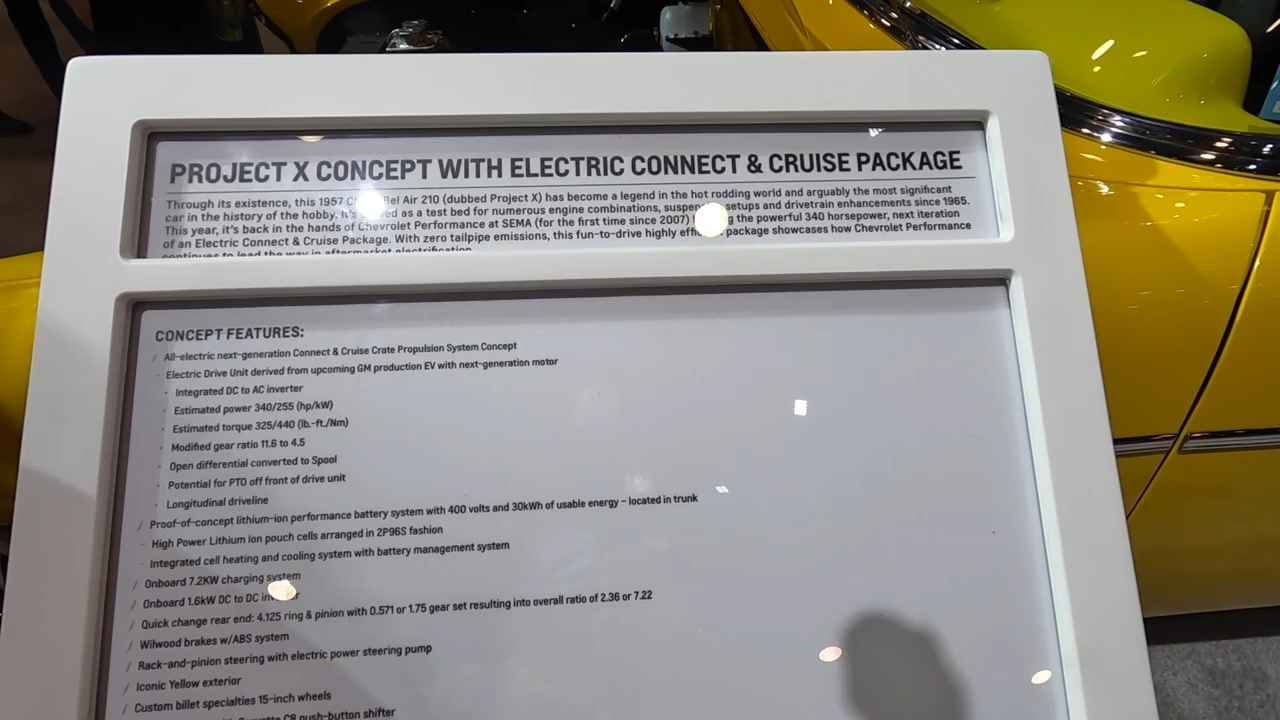 PROJECT X CONCEPT WITH ELECTRIC CONNECT & CRUISE PACKAGE
Through its existence, this 1957 Bel Air 210 (dubbed Project X) has become a legend in the hot rodding world and arguably the most significant
car in the history of the hobby. It's as a test bed for numerous engine combinations, suspension setups and drivetrain enhancements since 1965.
This year, it's back in the hands of Chevrolet Performance at SEMA (for the first time since 2007) the powerful 340 horsepower, next iteration
of an Electric Connect & Cruise Package. With zero tailpipe emissions, this fun-to-drive highly package showcases how Chevrolet Performance
continues to lead the way in aftermarket electrification
CONCEPT FEATURES:
/ All-electric next-generation Connect & Cruise Crate Propulsion System Concept
- Electric Drive Unit derived from upcoming GM production EV with next-generation motor
· Integrated DC to AC inverter
· Estimated power 340/255 (hp/kW)
· Estimated torque 325/440 (lb.-ft./Nm)
· Modified gear ratio 11.6 to 4.5
· Open differential converted to Spool
· Potential for PTO off front of drive unit
· Longitudinal driveline
/ Proof-of-concept lithium-ion performance battery system with 400 volts and 30kWh of usable energy – located in trunk
- High Power Lithium Ion pouch cells arranged in 2P96S fashion
- Integrated cell heating and cooling system with battery management system
/ Onboard 7.2KW charging system
/ Onboard 1.6kW DC to DC
/ Quick change rear end: 4.125 ring & pinion with 0.571 or 1.75 gear set resulting into overall ratio of 2.36 or 7.22
/ Wilwood brakes w/ABS system
/ Rack-and-pinion steering with electric power steering pump
/ Iconic Yellow exterior
/ Custom billet specialties 15-inch wheels
C8 push-button shifter